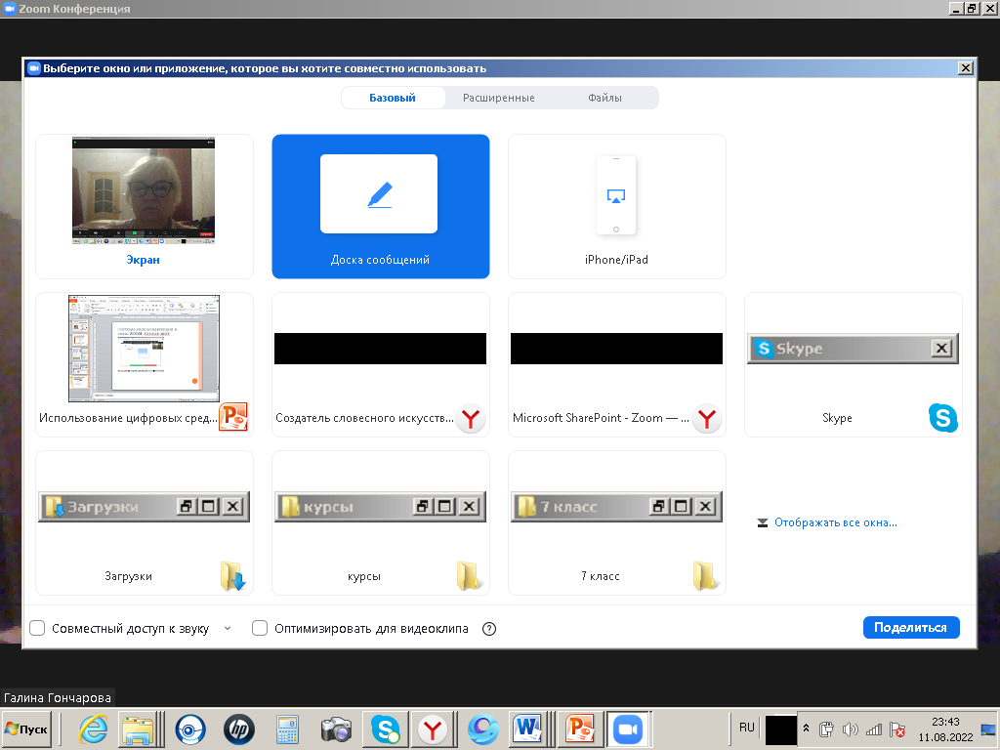 Zoom Конференция
Выберите окно или приложение, которое вы хотите совместно использовать
Базовый
Расширенные
Файлы
Экран
Доска сообщений
iPhone/iPad
Использование цифровых сред...
Создатель словесного искусств...
Microsoft SharePoint - Zoom — ...
Skype
Skype
Загрузки
курсы
7 класс
Отображать все окна...
Загрузки
курсы
7 класс
Совместный доступ к звуку
Оптимизировать для видеоклипа
Поделиться
Галина Гончарова
Пуск
RU
23:43
11.08.2022